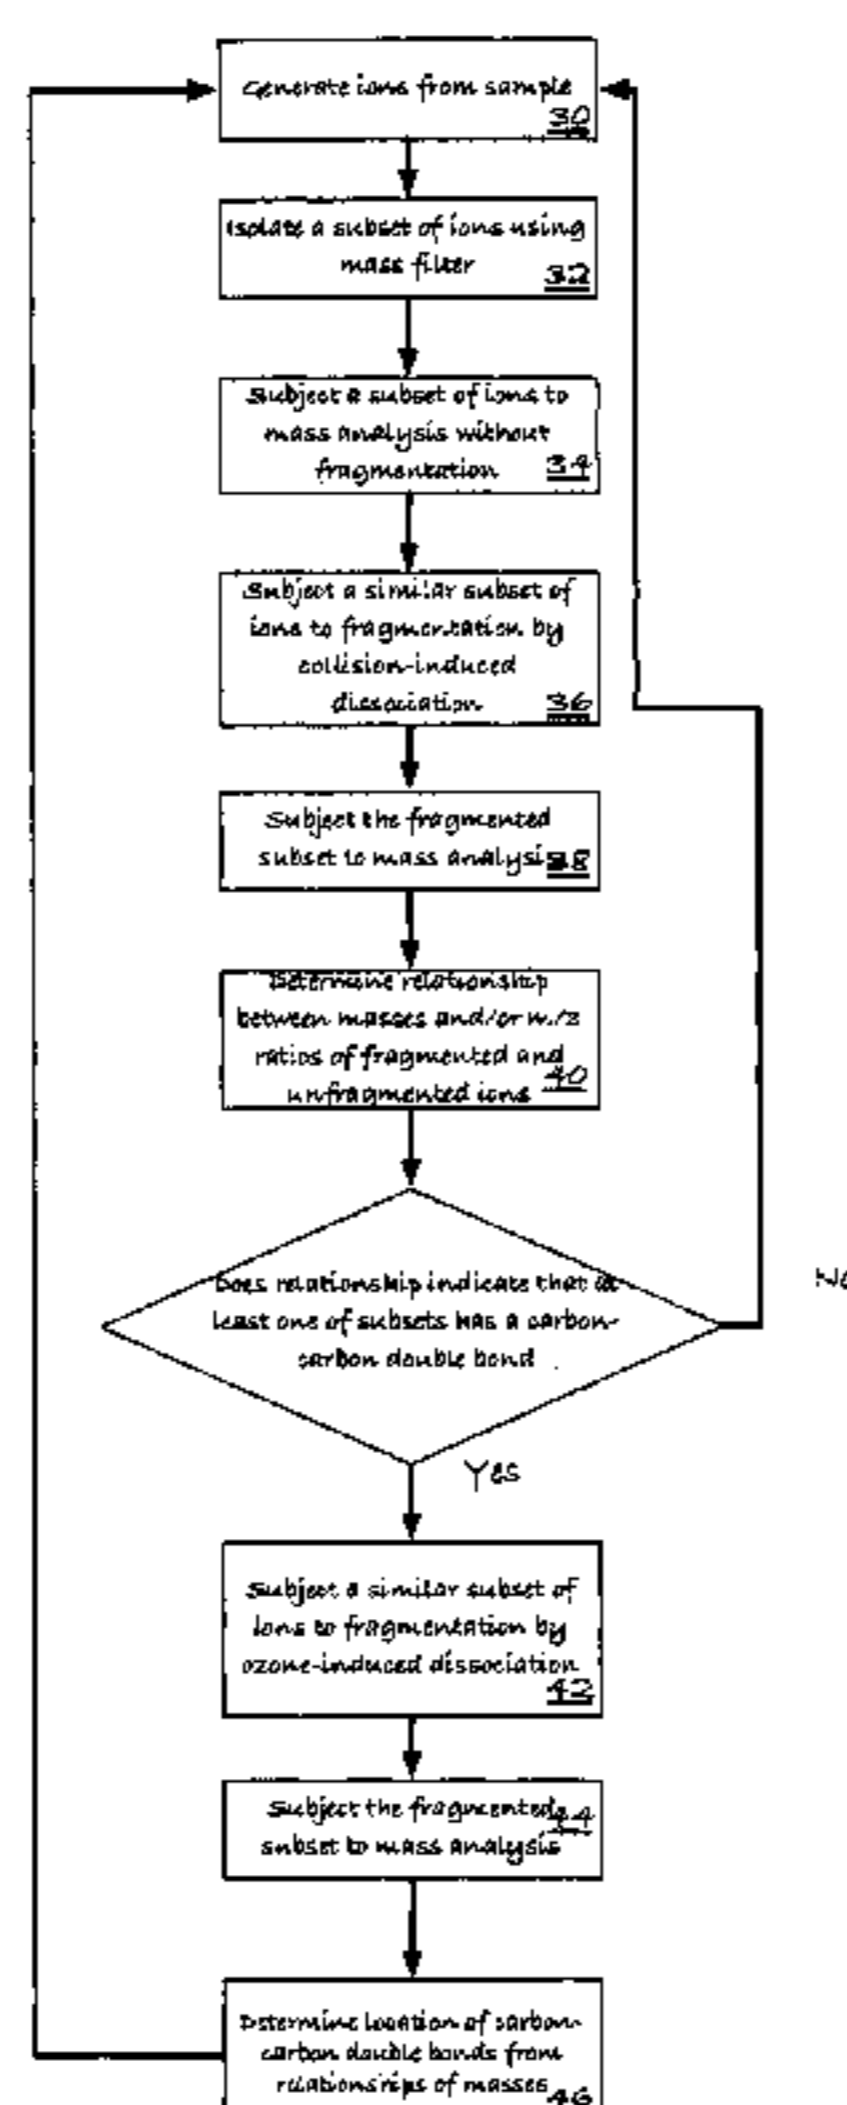 Generate ions from sample
30
Isolate a subset of ions using
mass filter
32
Subject a subset of ions to
mass analysis without
fragmentation
34
Subject a similar subset of
ions to fragmentation by
collision-induced
dissociation
36
Subject the fragmented
subset to mass analysis
38
Determine relationship
between masses and/or m/z
ratios of fragmented and
unfragmented ions
40
Does relationship indicate that at
least one of subsets has a carbon-
carbon double bond
Yes
Subject a similar subset of
ions to fragmentation by
ozone-induced dissociation
42
Subject the fragmented
44
subset to mass analysis
Determine location of carbon-
carbon double bonds from
relationships of masses
46